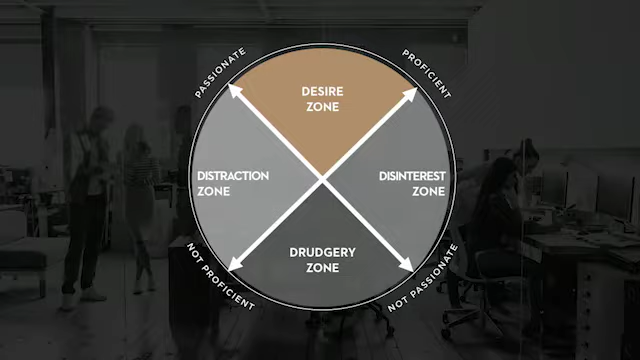 PASSIONATE
PROFICIENT
DESIRE
ZONE
DISTRACTION
ZONE
DISINTEREST
ZONE
DRUDGERY
ZONE
NOT PROFICIENT
NOT PASSIONATE